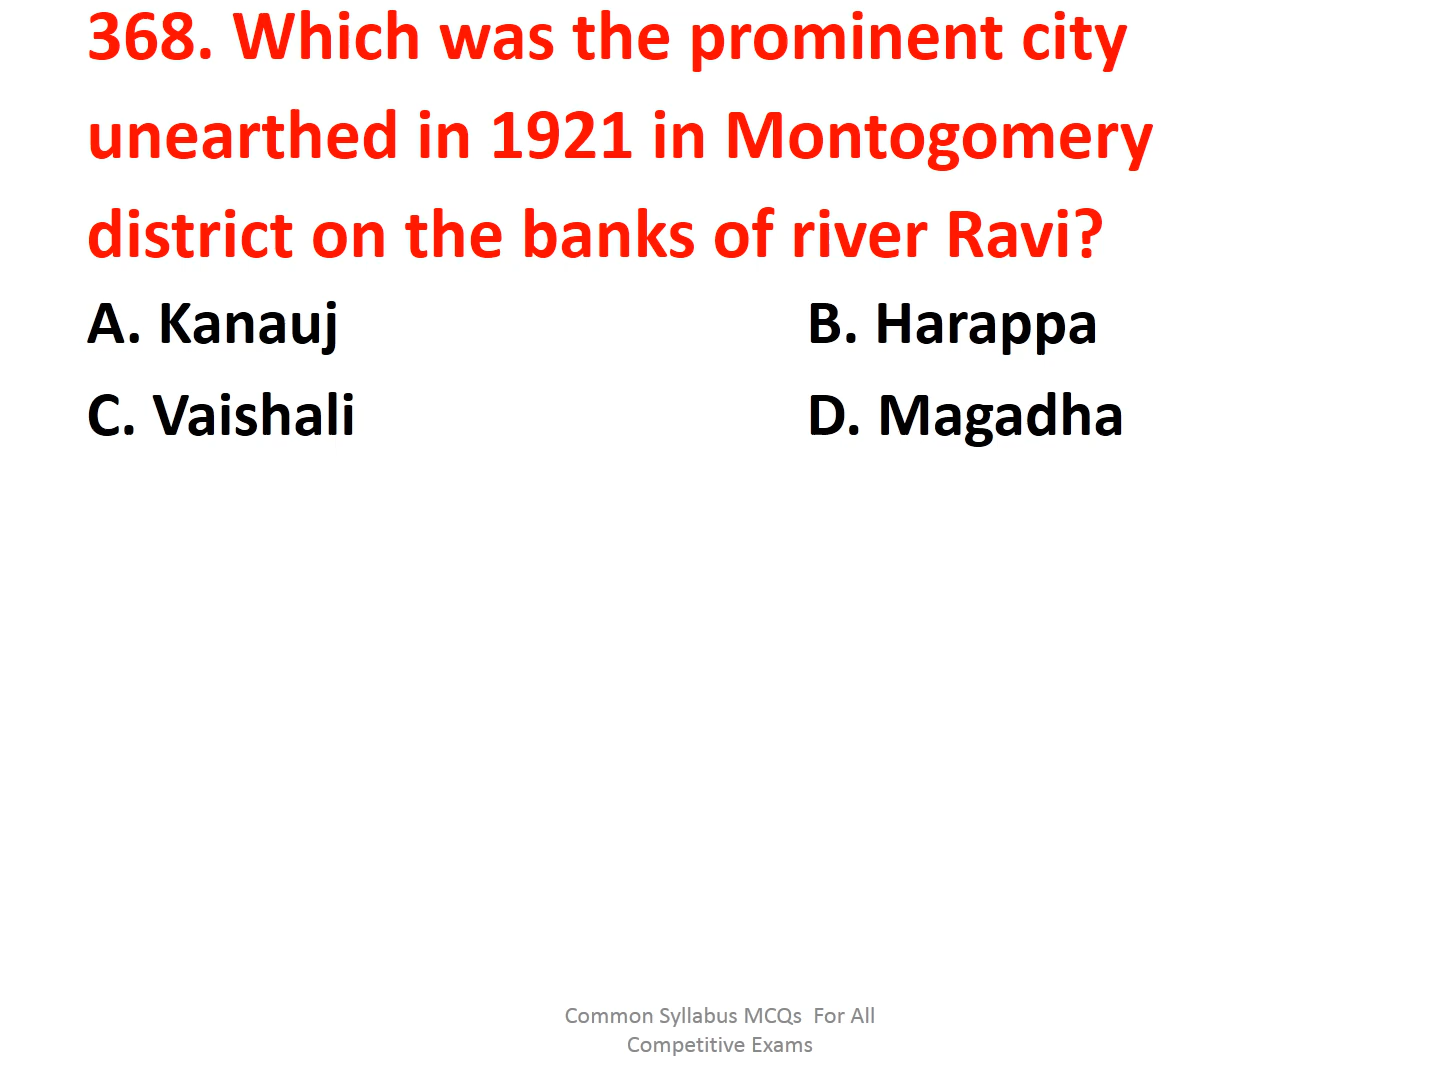 368. Which was the prominent city
unearthed in 1921 in Montogomery
district on the banks of river Ravi?
A. Kanauj B. Harappa
C. Vaishali D. Magadha
Common Syllabus MCQs For All
Competitive Exams